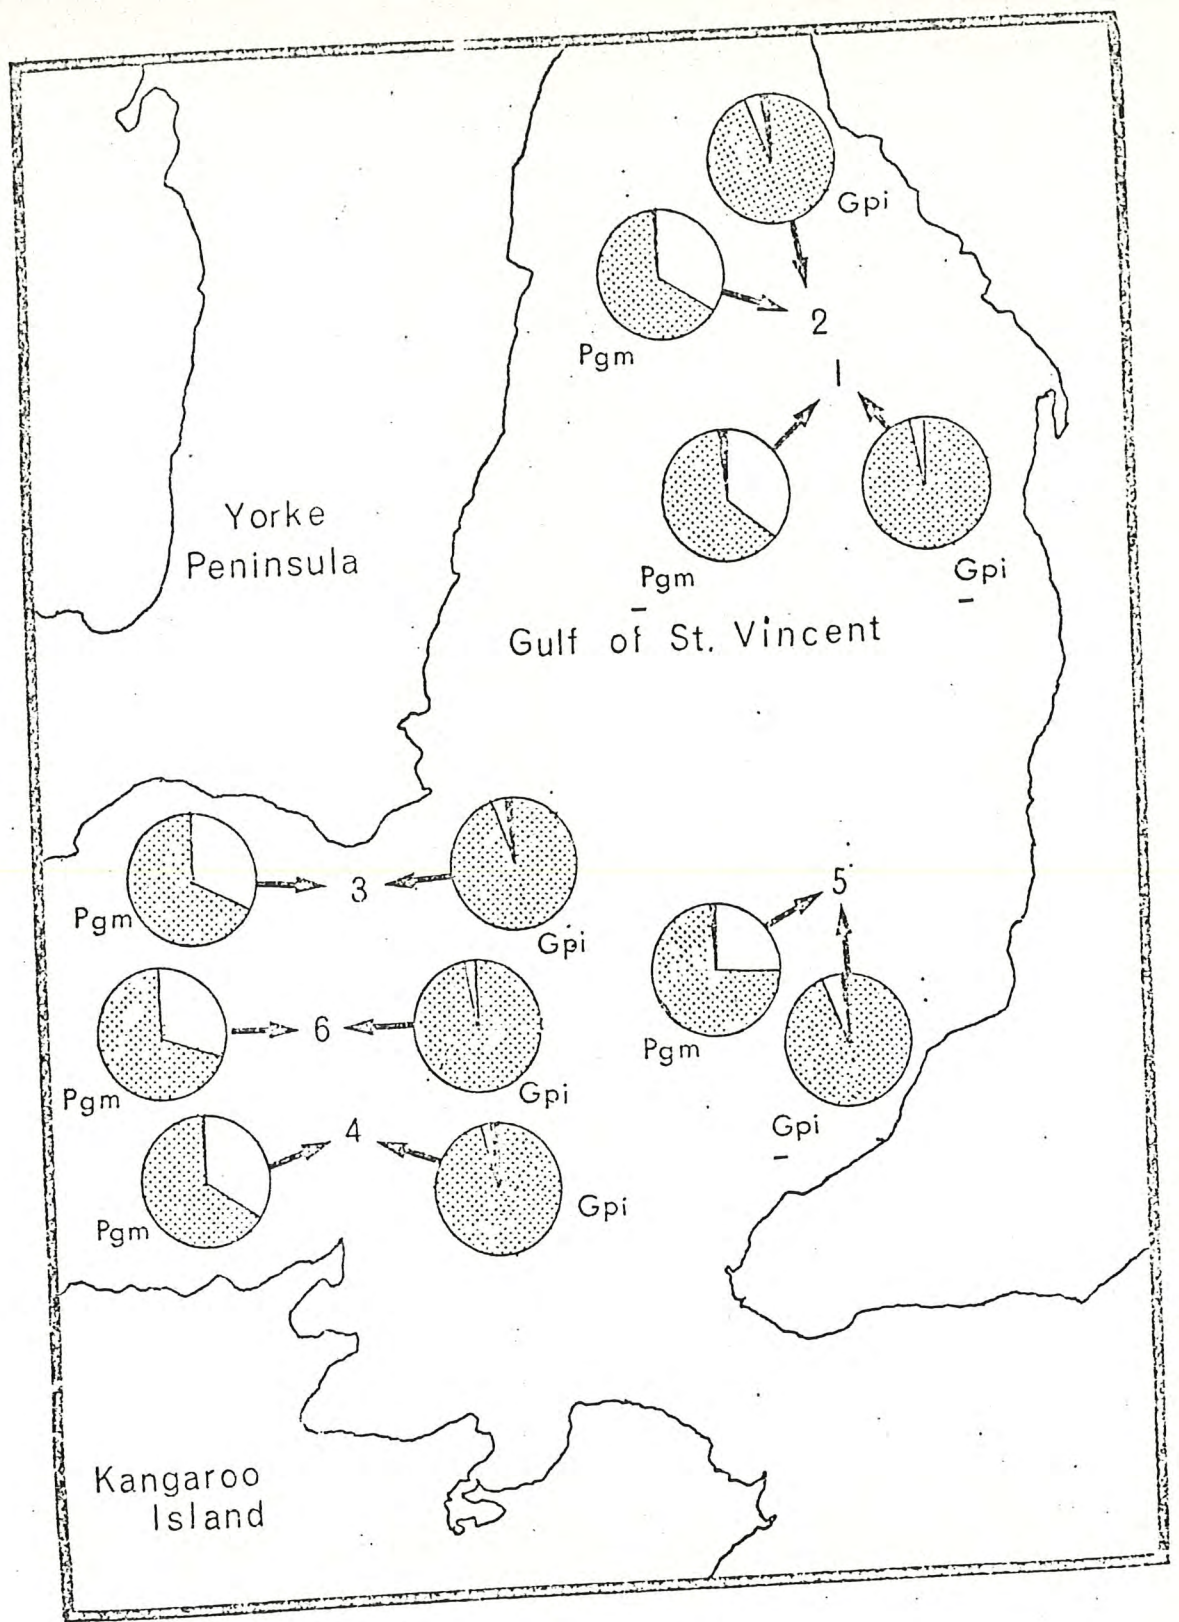 Gpi
2
Pgm
1
Pgm
Gpi
Yorke
Peninsula
Gulf of St. Vincent
3
Pgm
Gpi
5
Pgm
Gpi
6
Pgm
Gpi
4
Pgm
Gpi
Kangaroo
Island